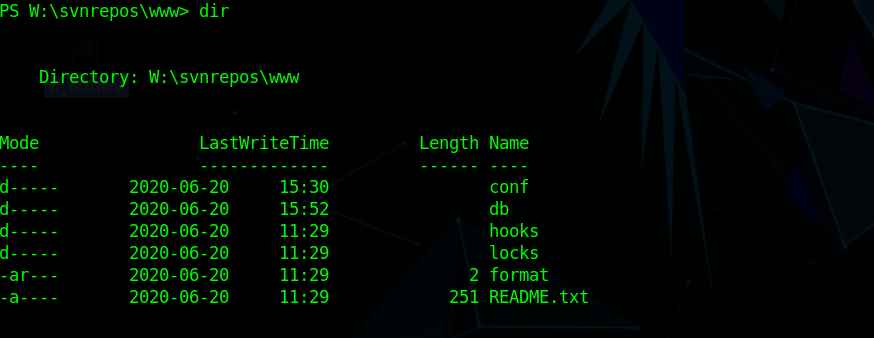 PS W:\svnrepos\www> dir
Directory: W:\svnrepos\www
Mode LastWriteTime Length Name
---- ------------- ------ ----
d----- 2020-06-20 15:30 conf
d----- 2020-06-20 15:52 db
d----- 2020-06-20 11:29 hooks
d----- 2020-06-20 11:29 locks
-ar--- 2020-06-20 11:29 2 format
-a---- 2020-06-20 11:29 251 README.txt